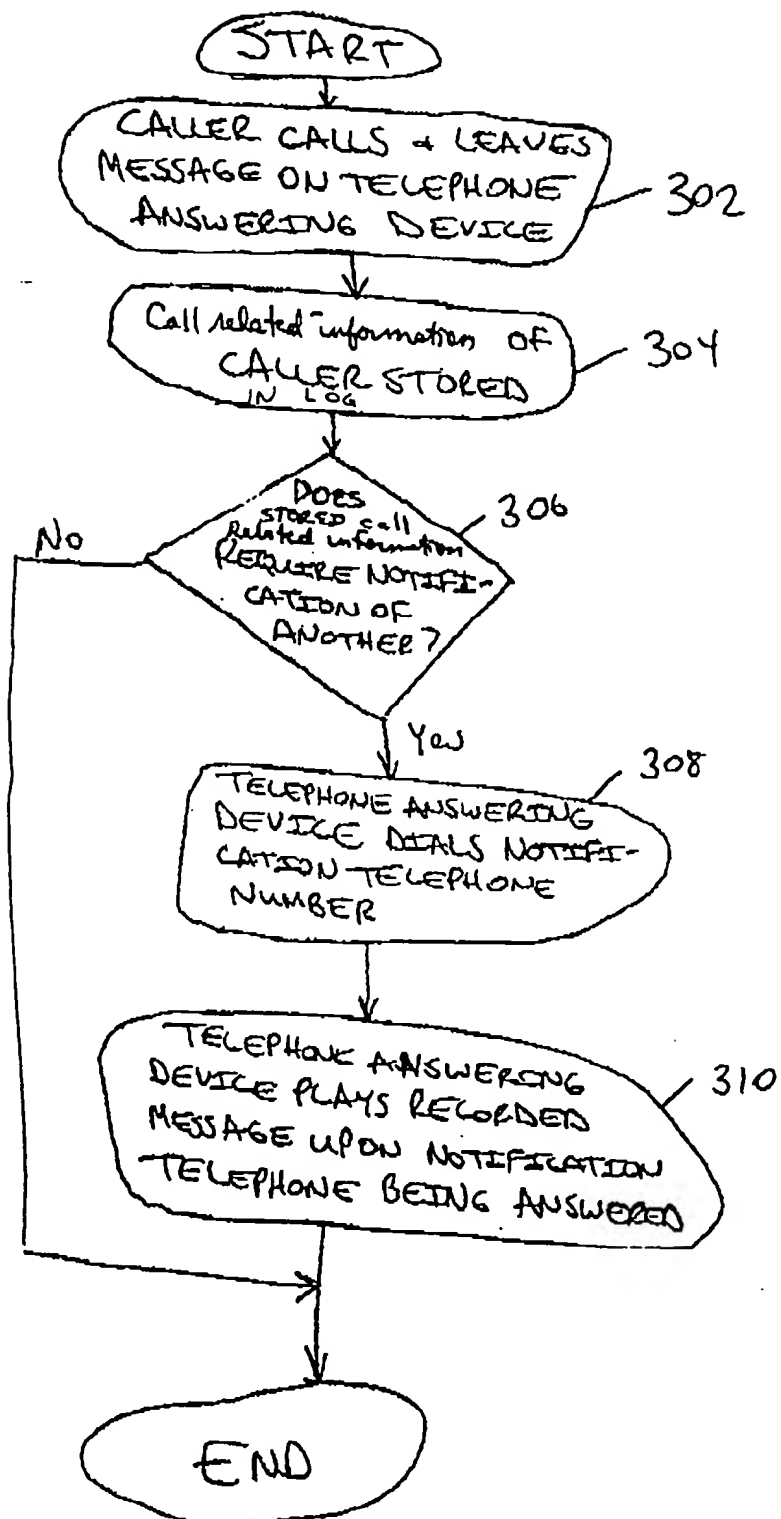 START
CALLER CALLS & LEAVES
MESSAGE ON TELEPHONE
ANSWERING DEVICE
302
Call related information of
CALLER STORED
IN LOG
304
DOES
STORED call
Related information
REQUIRE NOTIFI-
CATION OF
ANOTHER?
306
No
Yes
308
TELEPHONE ANSWERING
DEVICE DIALS NOTIFI-
CATION TELEPHONE
NUMBER
TELEPHONE ANSWERING
DEVICE PLAYS RECORDED
MESSAGE UPON NOTIFICATION
TELEPHONE BEING ANSWERED
310
END